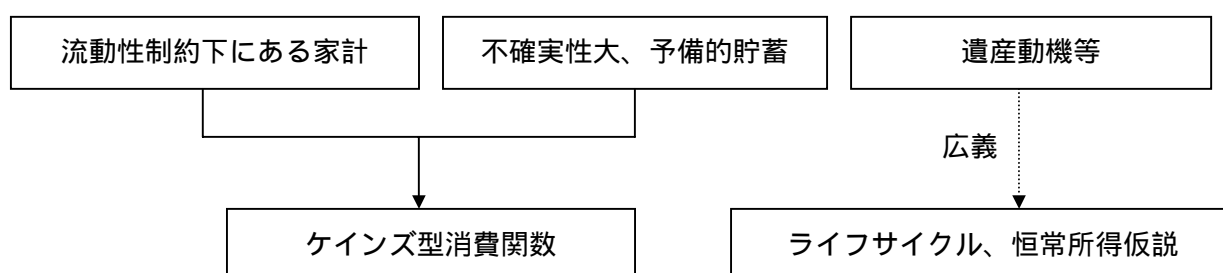 流動性制約下にある家計
不確実性大、予備的貯蓄
遺産動機等
広義
ケインズ型消費関数
ライフサイクル、恒常所得仮説